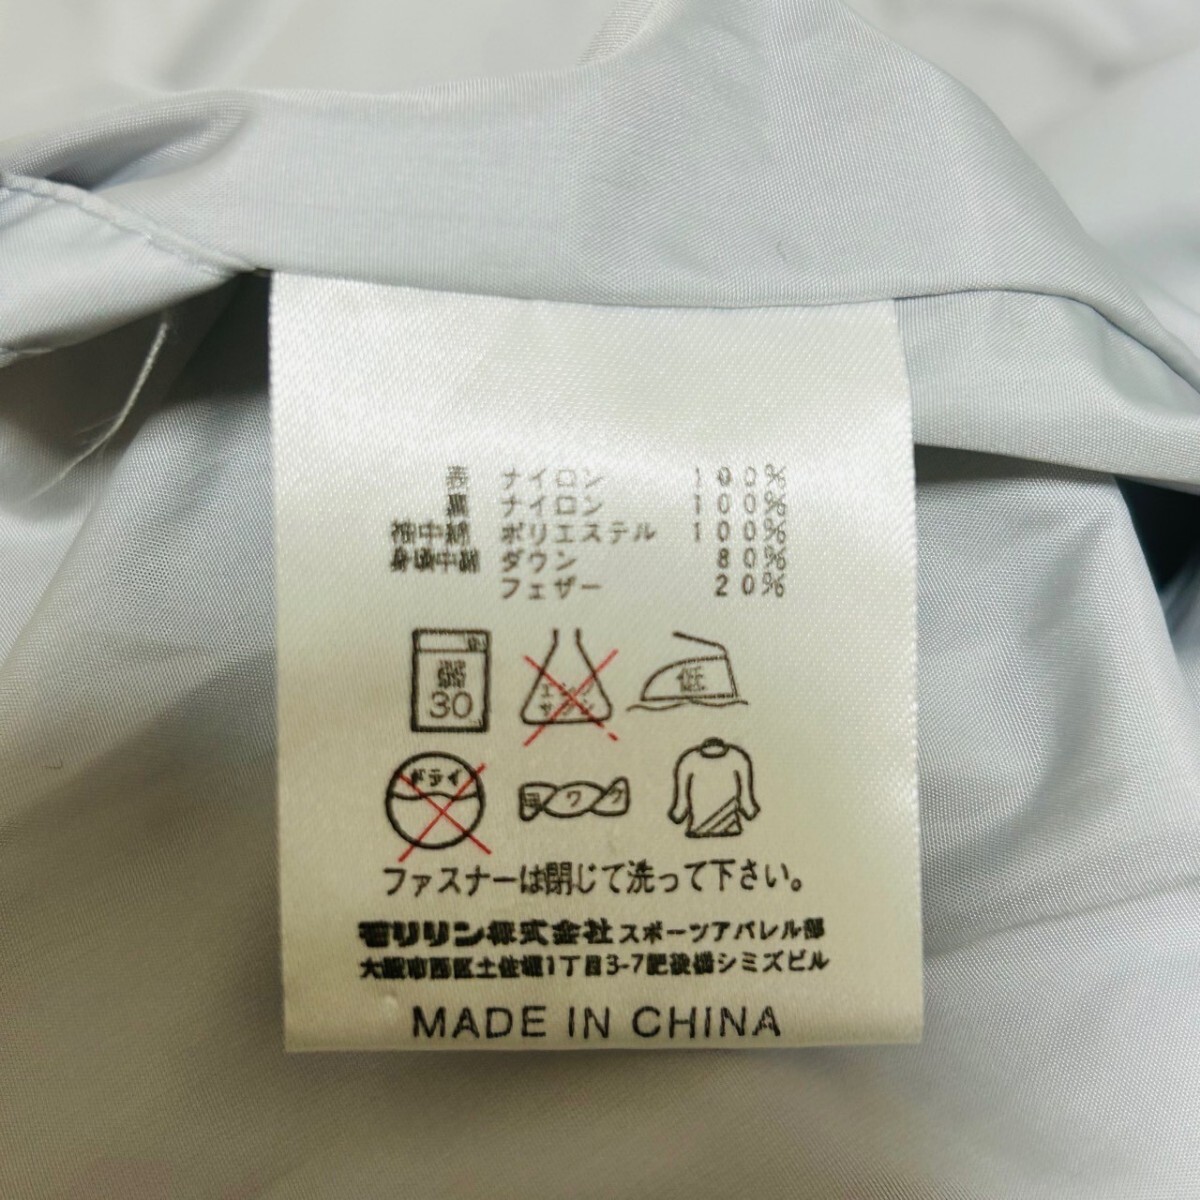 表 ナイロン 100%
裏 ナイロン 100%
袖中綿 ポリエステル 100%
身頃中綿 ダウン 80%
フェザー 20%
弱
30
エンソ
サラシ
低
ドライ
ヨワク
ファスナーは閉じて洗って下さい。
モリリン株式会社 スポーツアパレル部
大阪市西区土佐堀1丁目3-7肥後橋シミズビル
MADE IN CHINA